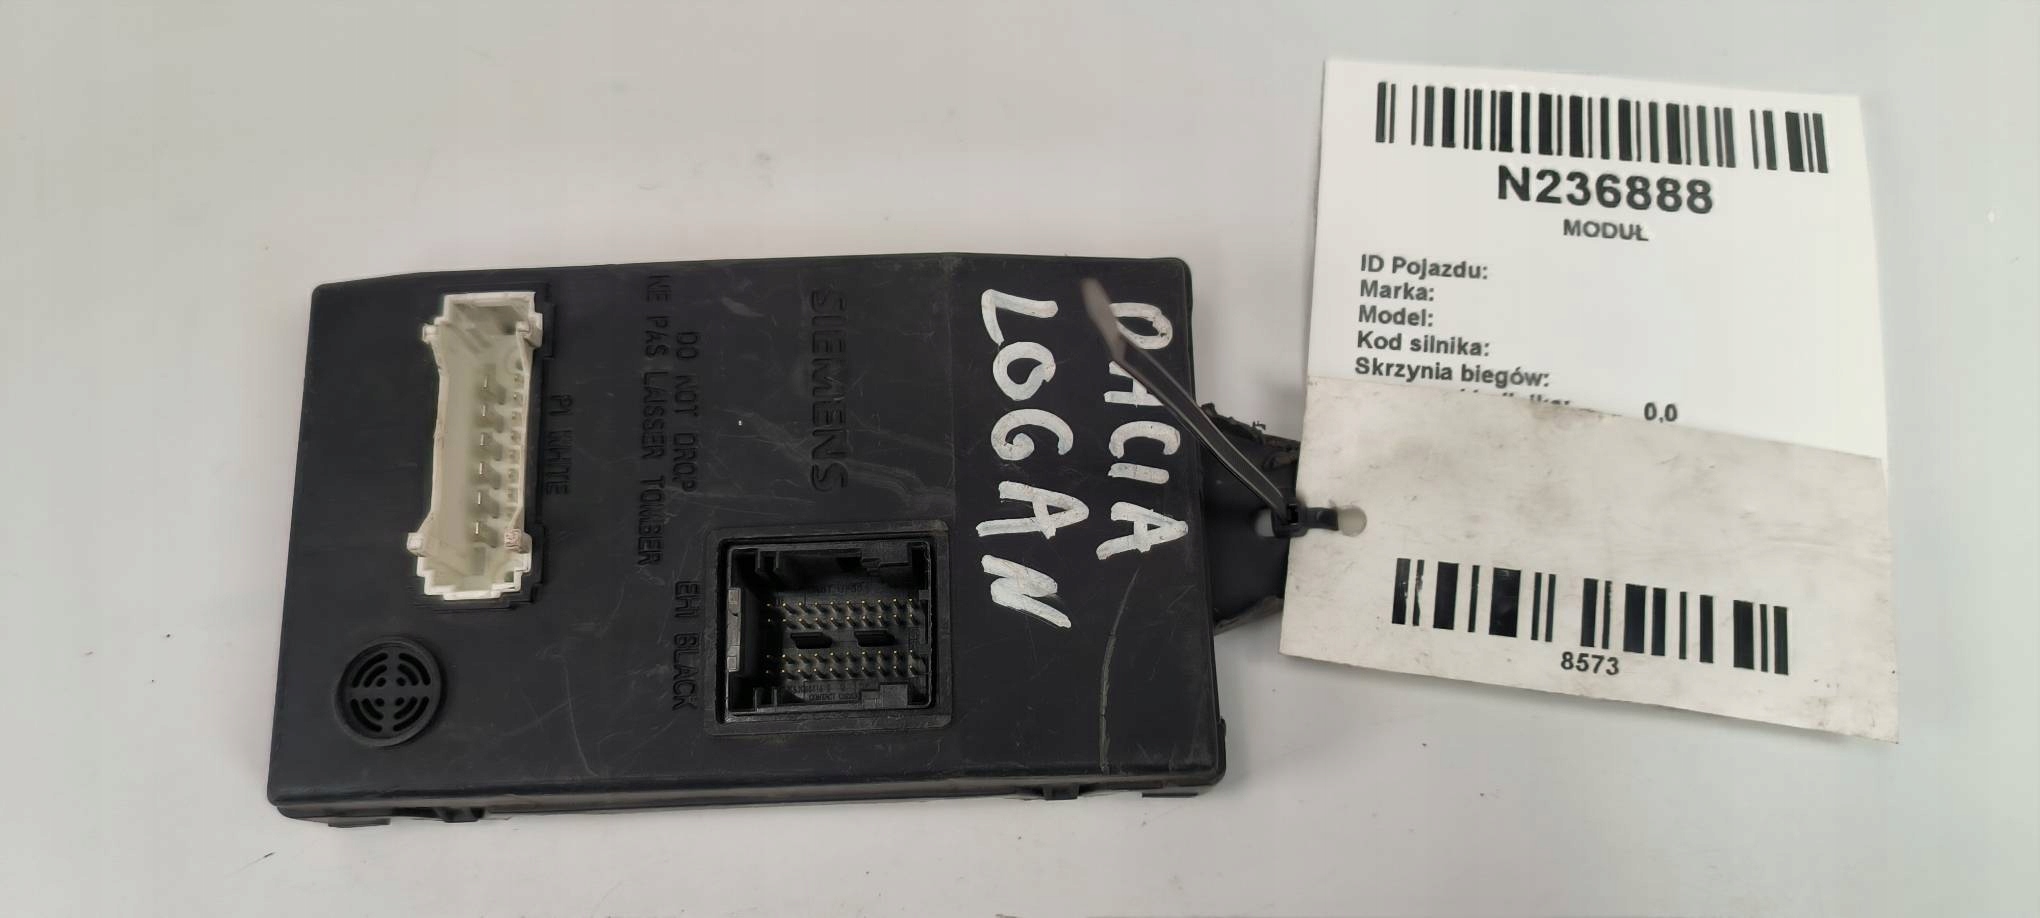 SIEMENS
DO NOT DROP
NE PAS LAISSER TOMBER
P1 WHITE
EH1 BLACK
DACIA
LOGAN
N236888
MODUŁ
ID Pojazdu:
Marka:
Model:
Kod silnika:
Skrzynia biegów:
0,0
8573